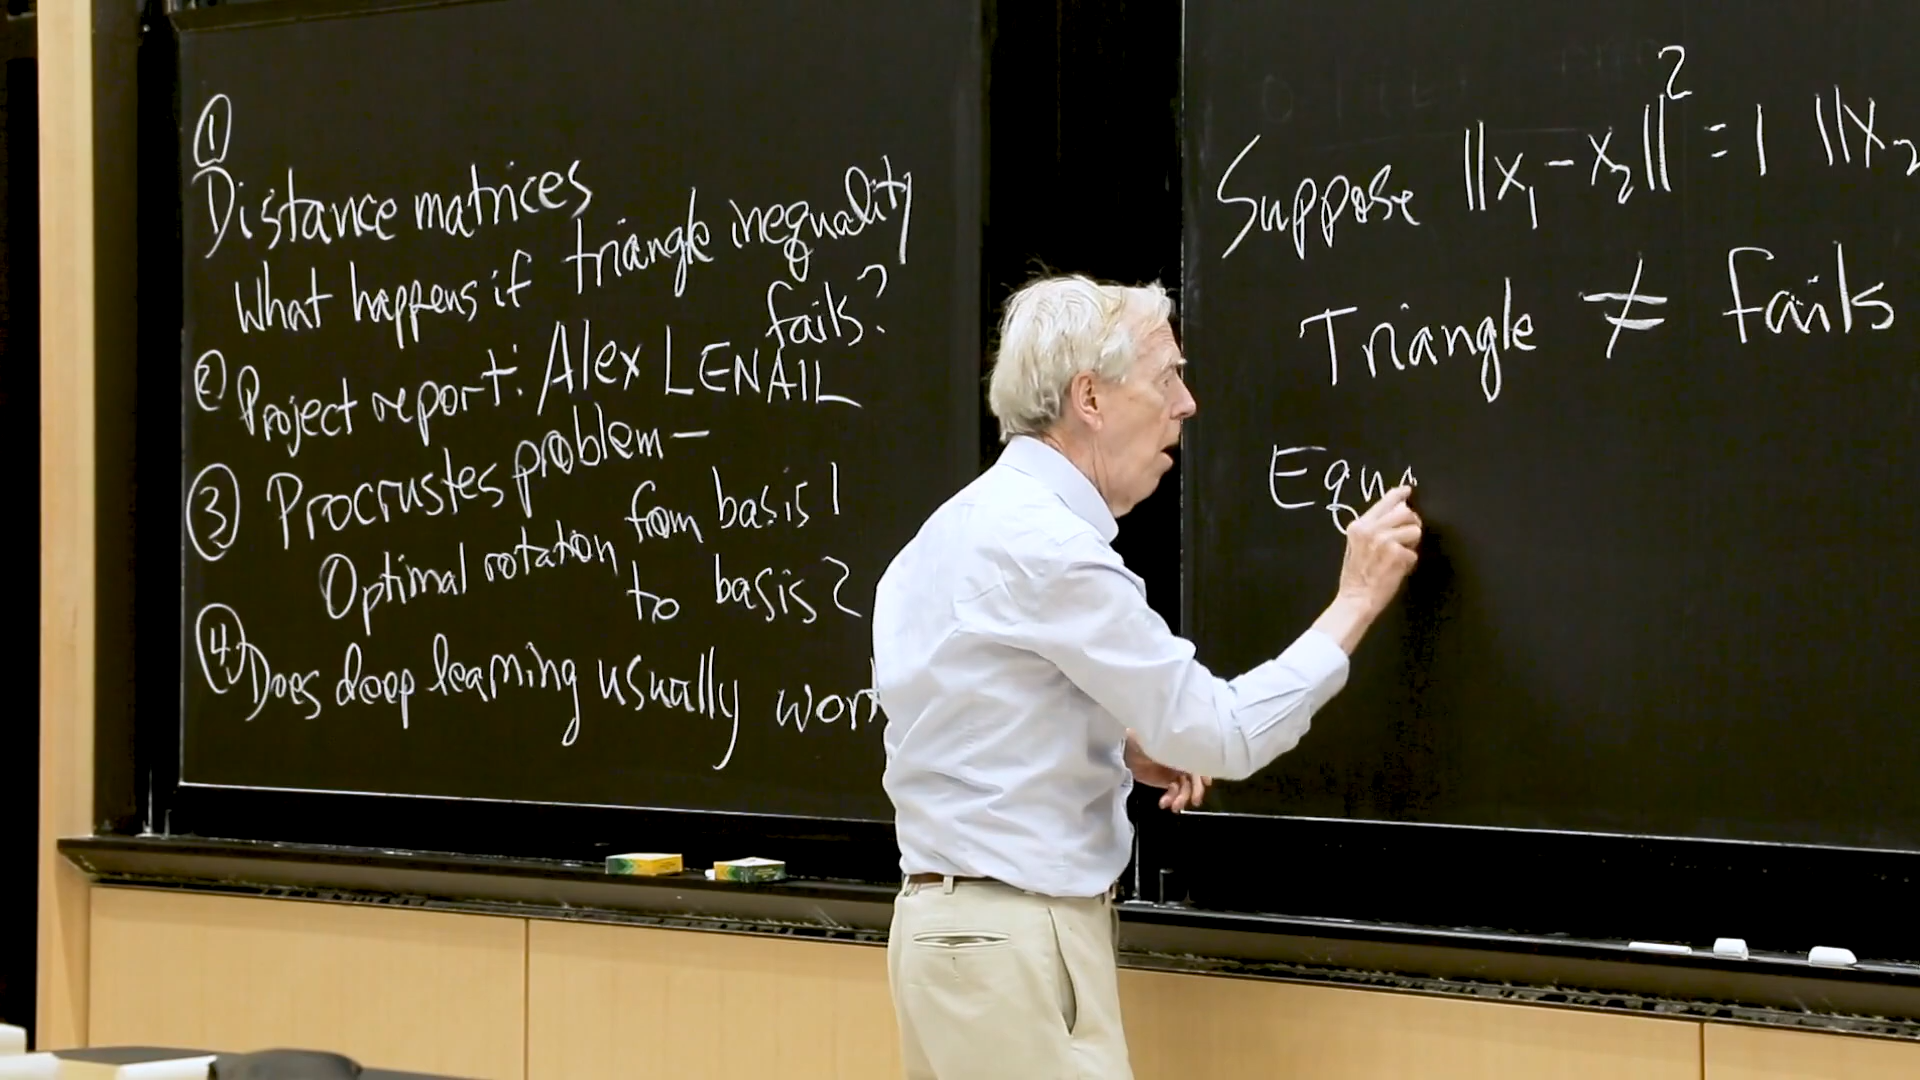 ①
Distance matrices
What happens if triangle inequality
fails?
② Project report: Alex LENAIL
③ Procrustes problem —
Optimal rotation from basis 1
to basis 2
④ Does deep learning usually work
Suppose ||x₁ - x₂||² = 1 ||x₂
Triangle ≠ fails
Equa